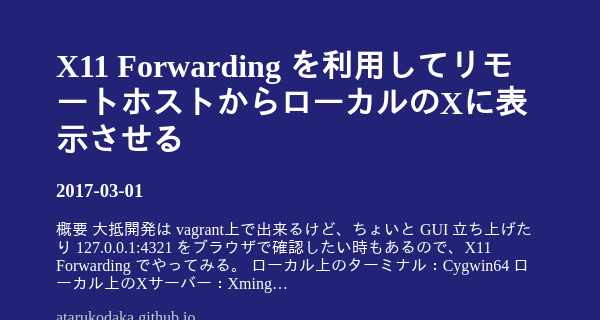 X11 Forwarding を利用してリモ
ートホストからローカルのXに表
示させる
2017-03-01
概要 大抵開発は vagrant上で出来るけど、ちょいと GUI 立ち上げた
り 127.0.0.1:4321 をブラウザで確認したい時もあるので、X11
Forwarding でやってみる。 ローカル上のターミナル：Cygwin64 ロ
ーカル上のXサーバー：Xming…
atarukodaka.github.io